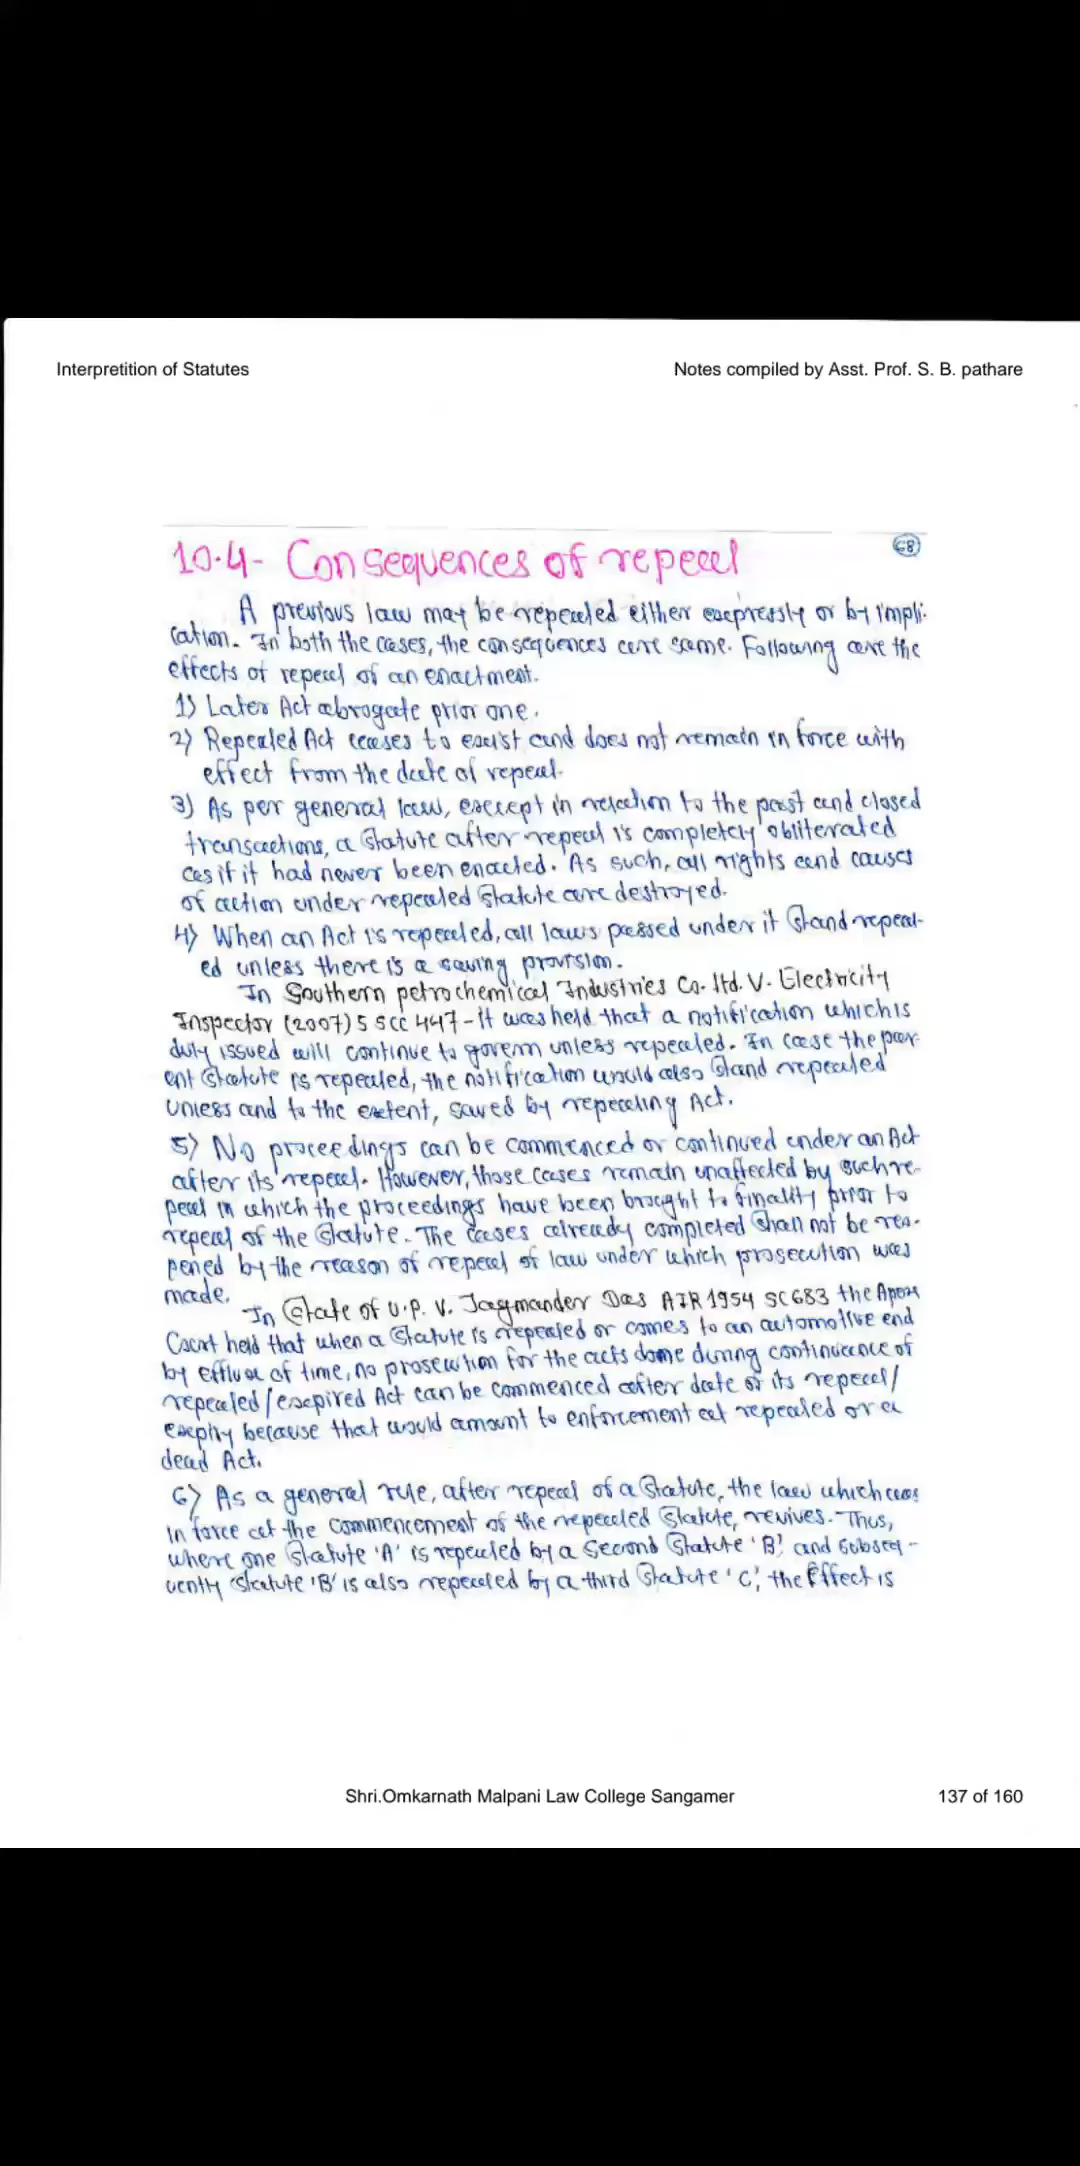 Interpretition of Statutes
Notes compiled by Asst. Prof. S. B. pathare
68
10.4- Consequences of repeal
A previous law may be repealed either expressly or by impli-
cation. In both the cases, the consequences are same. Following are the
effects of repeal of an enactment.
1) Later Act abrogate prior one.
2) Repealed Act ceases to exist and does not remain in force with
effect from the date of repeal.
3) As per general law, except in relation to the past and closed
transactions, a Statute after repeal is completely obliterated
as if it had never been enacted. As such, all rights and causes
of action under repealed Statute are destroyed.
4) When an Act is repealed, all laws passed under it Stand repeal-
ed unless there is a saving provision.
In Southern petrochemical Industries Co. ltd. V. Electricity
Inspector (2007) 5 SCC 447 - It was held that a notification which is
duly issued will continue to govern unless repealed. In case the par-
ent Statute is repealed, the notification would also Stand repealed
unless and to the extent, saved by repealing Act.
5) No proceedings can be commenced or continued under an Act
after its repeal. However, those cases remain unaffected by such re-
peal in which the proceedings have been brought to finality prior to
repeal of the Statute. The cases already completed Shall not be reo-
pened by the reason of repeal of law under which prosecution was
made.
In State of U.P. V. Jagmander Das AIR 1954 SC 683 the Apex
Court held that when a Statute is repealed or comes to an automotive end
by efflux of time, no prosecution for the acts done during continuance of
repealed/expired Act can be commenced after date of its repeal/
because that would amount to enforcement of repealed or a
dead Act.
6) As a general rule, after repeal of a Statute, the law which was
in force at the commencement of the repealed Statute, revives. Thus,
where one Statute 'A' is repealed by a Second Statute 'B' and subseq-
uently Statute 'B' is also repealed by a third Statute 'C', the Effect is
Shri.Omkarnath Malpani Law College Sangamer
137 of 160